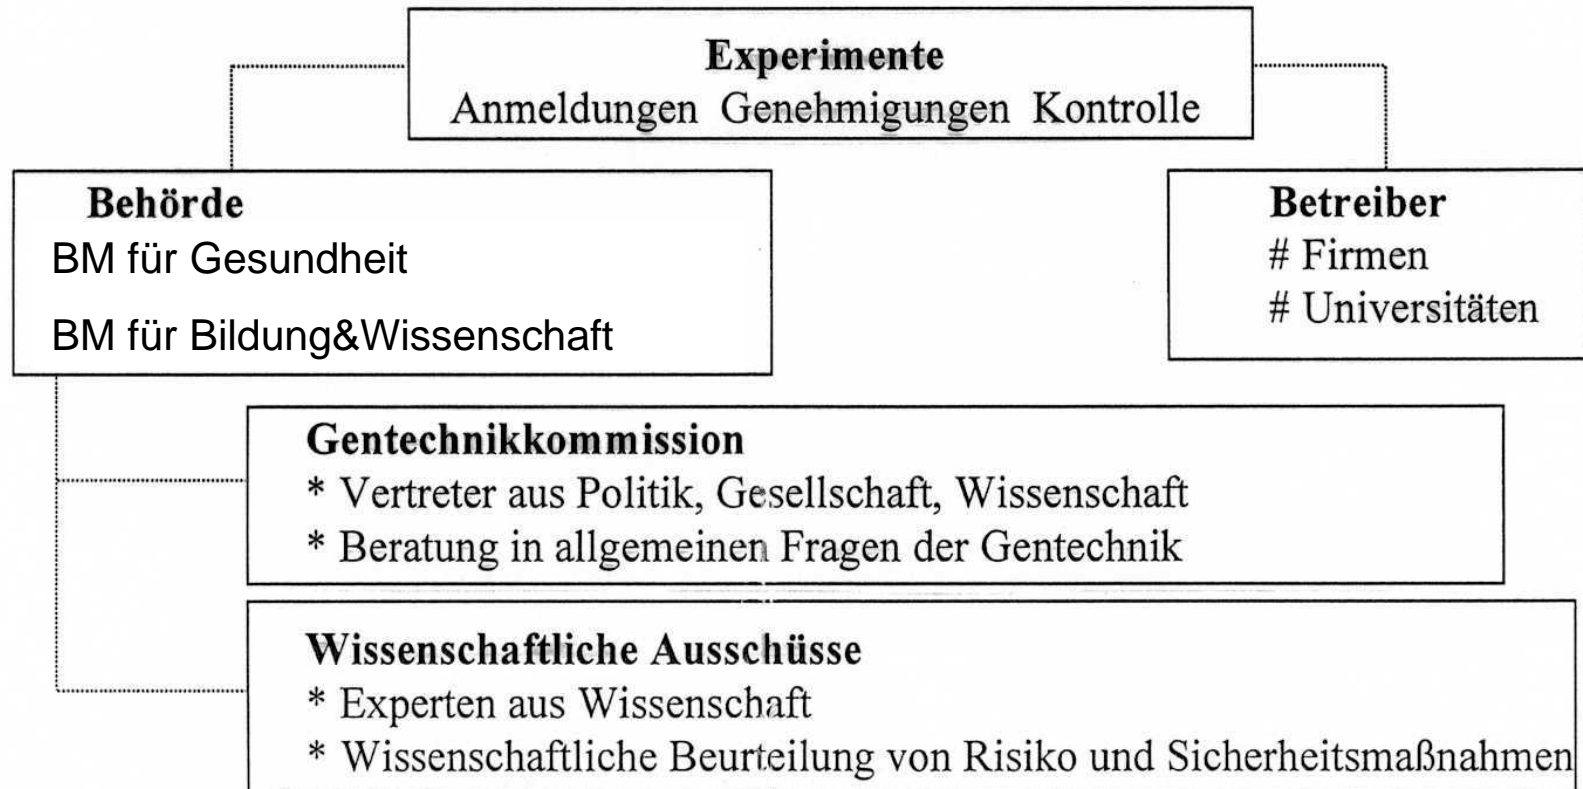 Experimente
Anmeldungen Genehmigungen Kontrolle
Behörde
BM für Gesundheit
BM für Bildung&Wissenschaft
Betreiber
# Firmen
# Universitäten
Gentechnikkommission
* Vertreter aus Politik, Gesellschaft, Wissenschaft
* Beratung in allgemeinen Fragen der Gentechnik
Wissenschaftliche Ausschüsse
* Experten aus Wissenschaft
* Wissenschaftliche Beurteilung von Risiko und Sicherheitsmaßnahmen